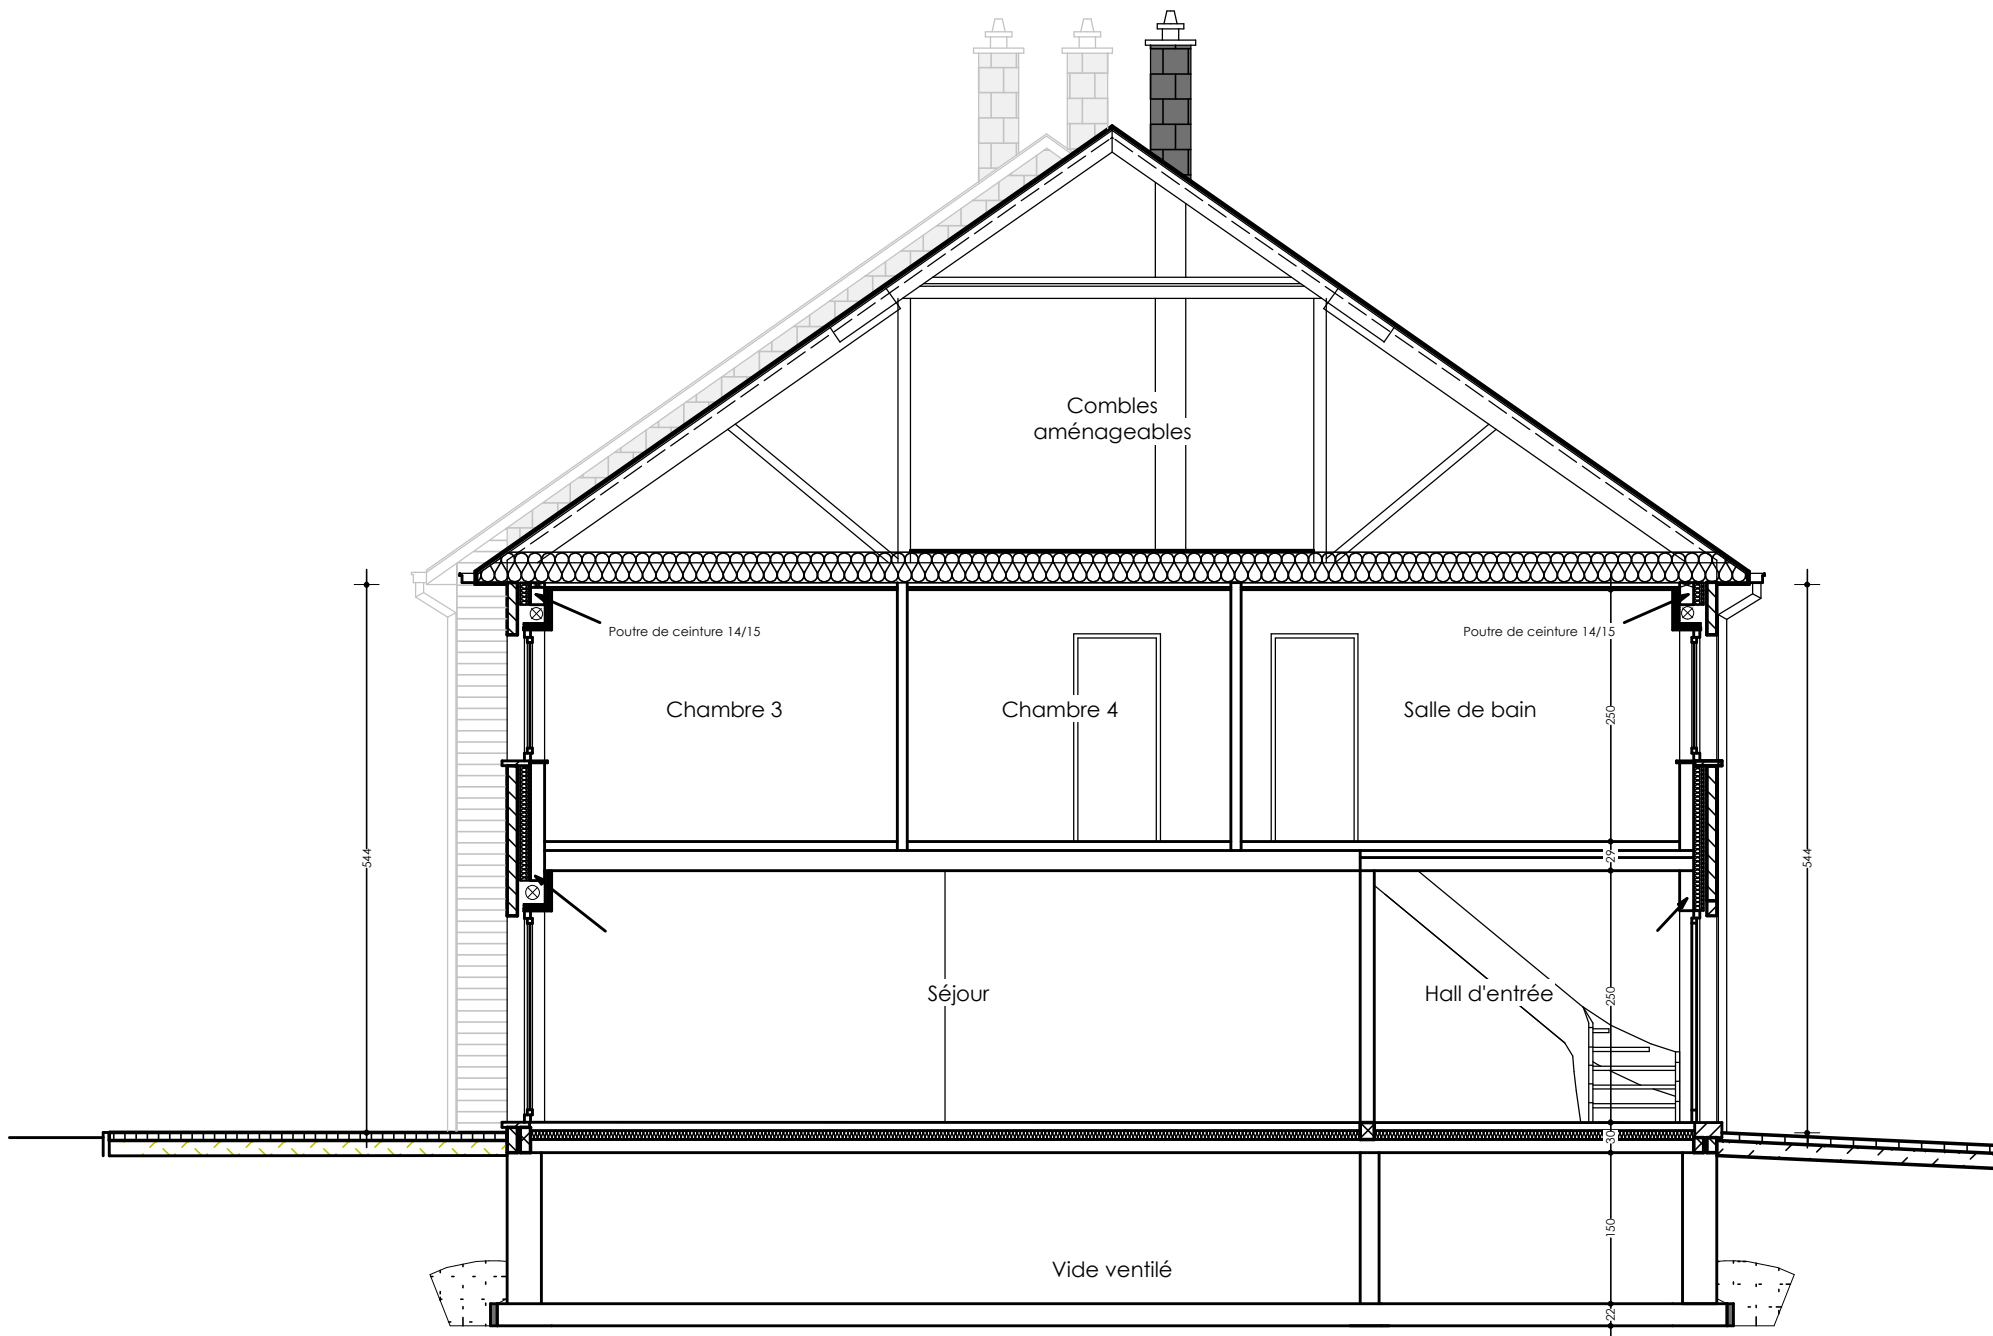 Combles
aménageables
Poutre de ceinture 14/15
Poutre de ceinture 14/15
Chambre 3
Chambre 4
Salle de bain
250
544
29
544
Séjour
Hall d'entrée
250
30
150
Vide ventilé
22